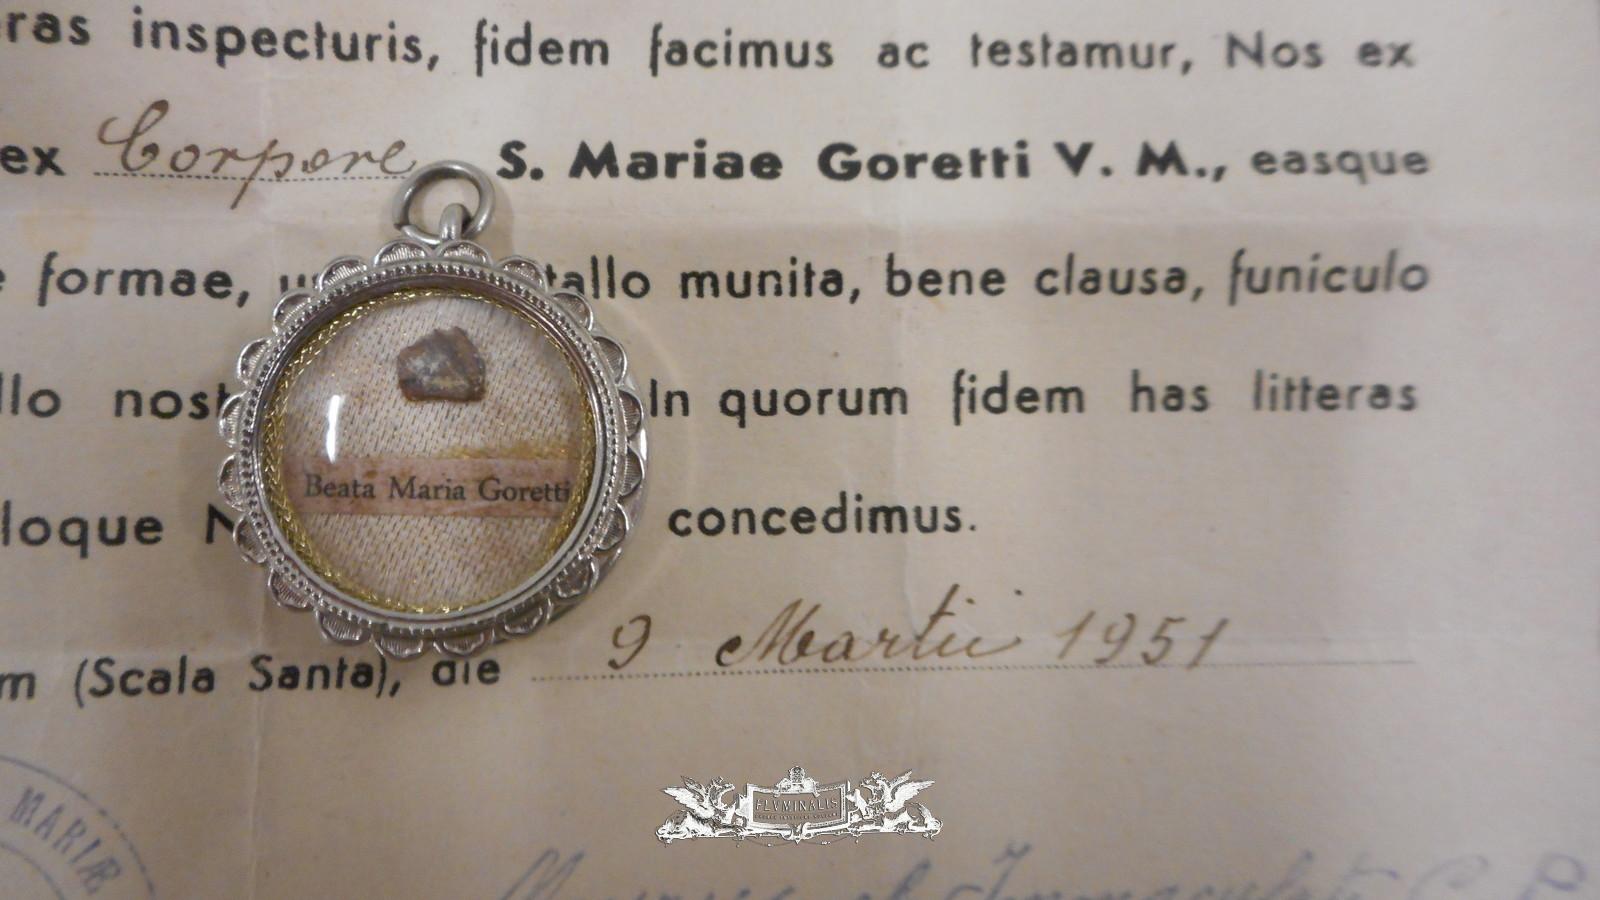 eras inspecturis, fidem facimus ac testamur, Nos ex
ex Corpore S. Mariae Goretti V. M., easque
formae, tallo munita, bene clausa, funiculo
llo nost In quorum fidem has litteras
Beata Maria Goretti
loque N concedimus.
m (Scala Santa), die 9 Martii 1951
FLVMINALIS
MARIÆ